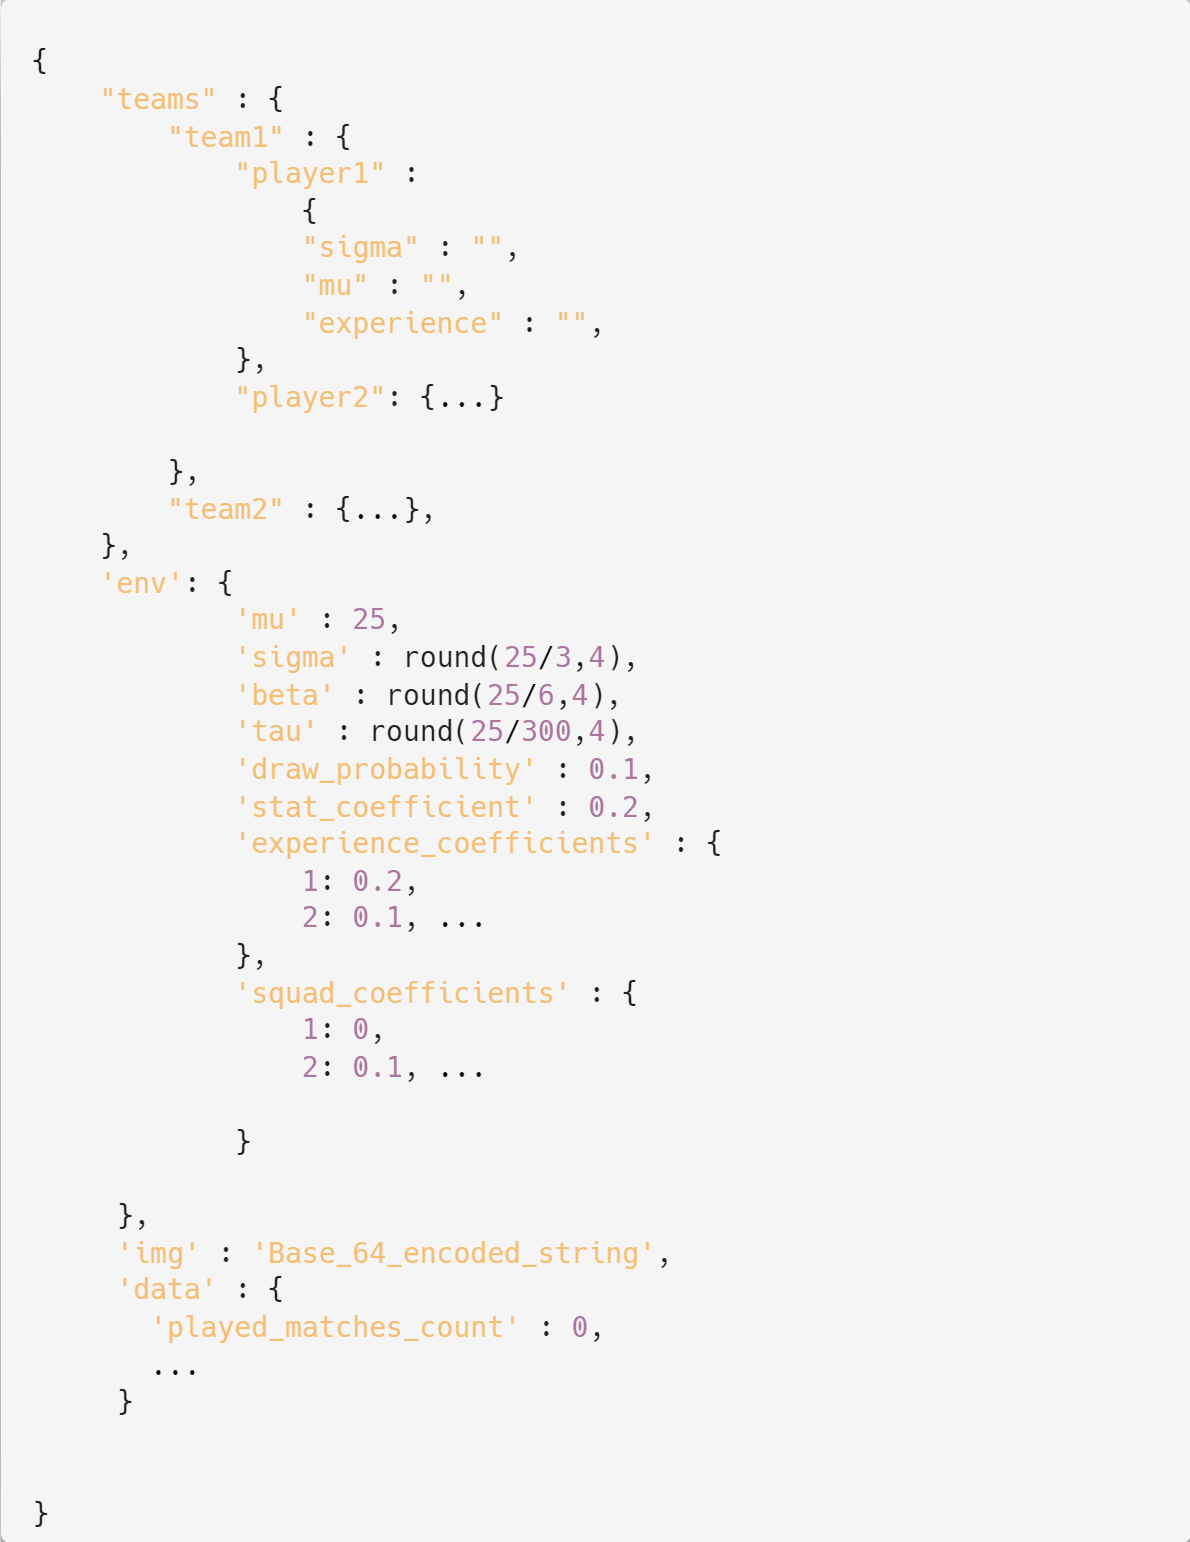 {
    "teams" : {
        "team1" : {
            "player1" :
                {
                "sigma" : "",
                "mu" : "",
                "experience" : "",
            },
            "player2": {...}
        },
        "team2" : {...},
    },
    'env': {
            'mu' : 25,
            'sigma' : round(25/3,4),
            'beta' : round(25/6,4),
            'tau' : round(25/300,4),
            'draw_probability' : 0.1,
            'stat_coefficient' : 0.2,
            'experience_coefficients' : {
                1: 0.2,
                2: 0.1, ...
            },
            'squad_coefficients' : {
                1: 0,
                2: 0.1, ...
            }
     },
     'img' : 'Base_64_encoded_string',
     'data' : {
       'played_matches_count' : 0,
       ...
     }
}